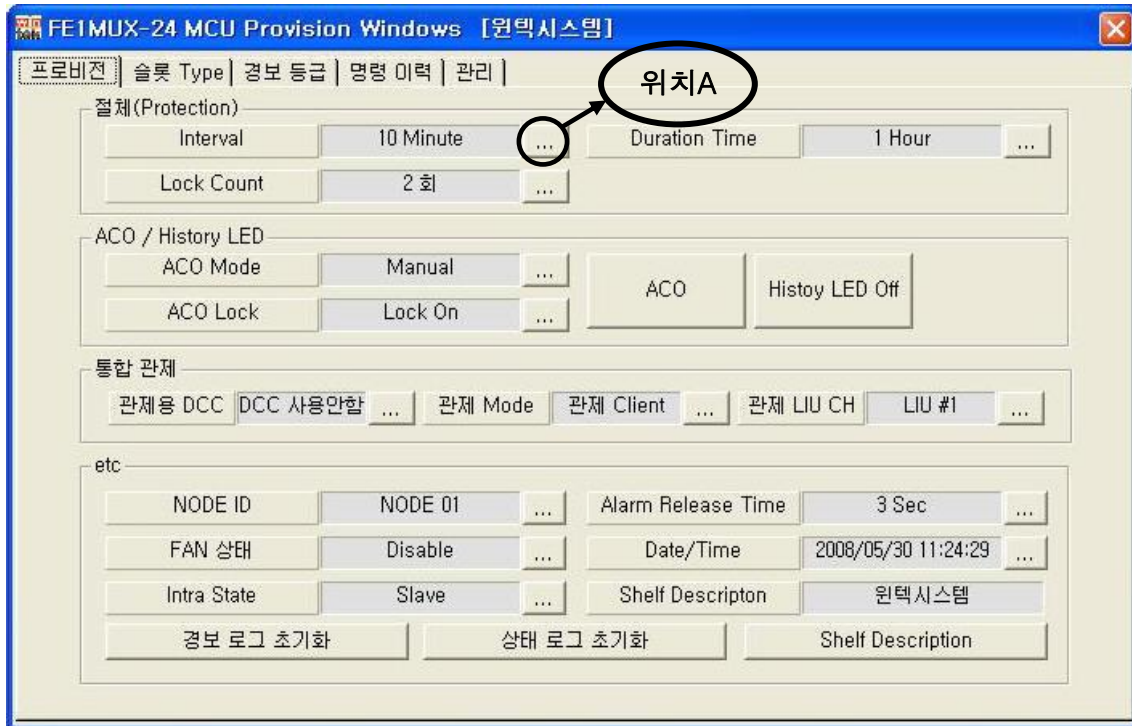 FE1MUX-24 MCU Provision Windows [윈텍시스템]
프로비전 슬롯 Type 경보 등급 명령 이력 관리
위치A
절체(Protection)
Interval 10 Minute ... Duration Time 1 Hour ...
Lock Count 2 회 ...
ACO / History LED
ACO Mode Manual ... ACO Histoy LED Off
ACO Lock Lock On ...
통합 관제
관제용 DCC DCC 사용안함 ... 관제 Mode 관제 Client ... 관제 LIU CH LIU #1 ...
etc
NODE ID NODE 01 ... Alarm Release Time 3 Sec ...
FAN 상태 Disable ... Date/Time 2008/05/30 11:24:29 ...
Intra State Slave ... Shelf Descripton 윈텍시스템
경보 로그 초기화 상태 로그 초기화 Shelf Description